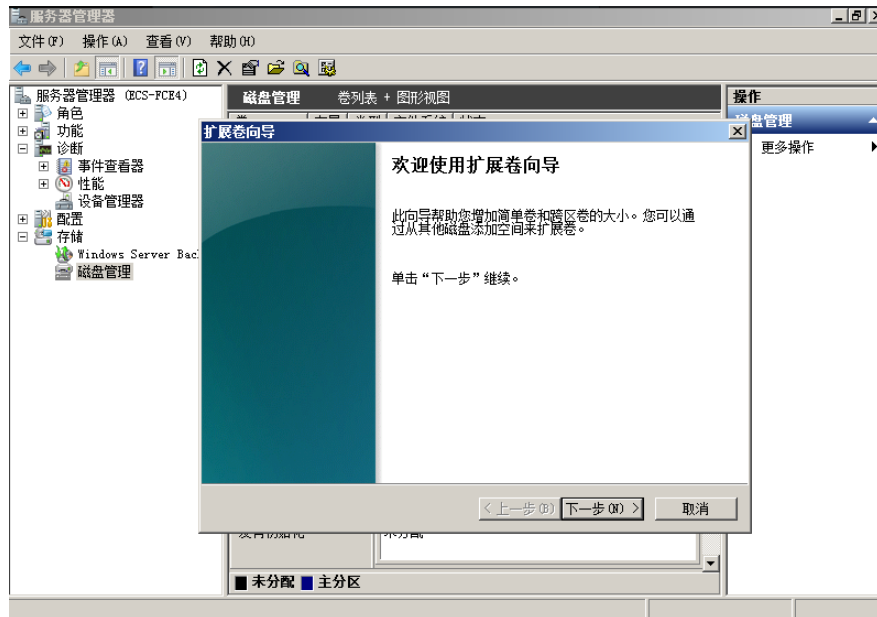 服务器管理器
文件(F) 操作(A) 查看(V) 帮助(H)
服务器管理器 (ECS-FCE4)
角色
功能
诊断
事件查看器
性能
设备管理器
配置
存储
Windows Server Bac
磁盘管理
磁盘管理 卷列表 + 图形视图
扩展卷向导
欢迎使用扩展卷向导
此向导帮助您增加简单卷和跨区卷的大小。您可以通
过从其他磁盘添加空间来扩展卷。
单击“下一步”继续。
< 上一步(B) 下一步(N) > 取消
未分配 主分区
操作
磁盘管理
更多操作